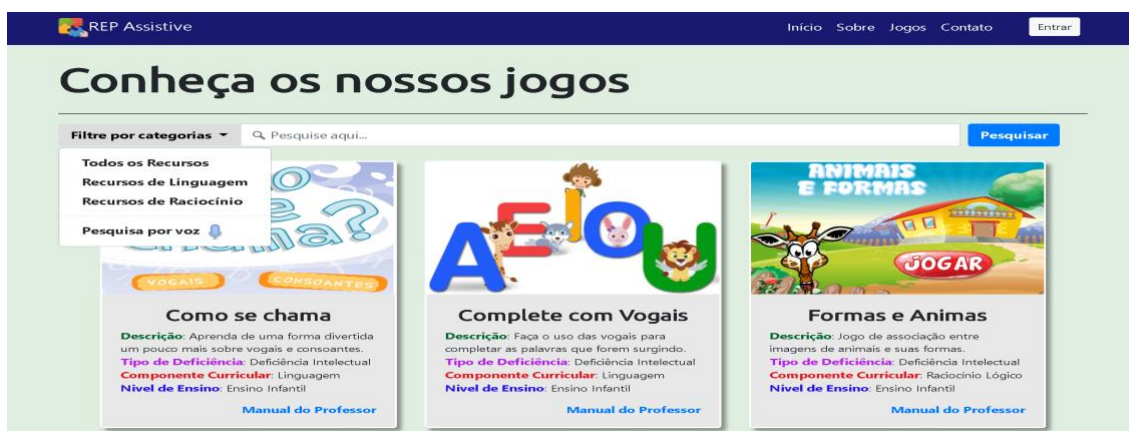 REP Assistive
Início Sobre Jogos Contato Entrar
Conheça os nossos jogos
Filtre por categorias Pesquise aqui... Pesquisar
Todos os Recursos
Recursos de Linguagem
Recursos de Raciocínio
Pesquisa por voz
VOGAIS CONSOANTES
AEIOU
ANIMAIS
E FORMAS
JOGAR
Como se chama
Descrição: Aprenda de uma forma divertida
um pouco mais sobre vogais e consoantes.
Tipo de Deficiência: Deficiência Intelectual
Componente Curricular: Linguagem
Nivel de Ensino: Ensino Infantil
Manual do Professor
Complete com Vogais
Descrição: Faça o uso das vogais para
completar as palavras que forem surgindo.
Tipo de Deficiência: Deficiência Intelectual
Componente Curricular: Linguagem
Nivel de Ensino: Ensino Infantil
Manual do Professor
Formas e Animas
Descrição: Jogo de associação entre
imagens de animais e suas formas.
Tipo de Deficiência: Deficiência Intelectual
Componente Curricular: Raciocínio Lógico
Nivel de Ensino: Ensino Infantil
Manual do Professor